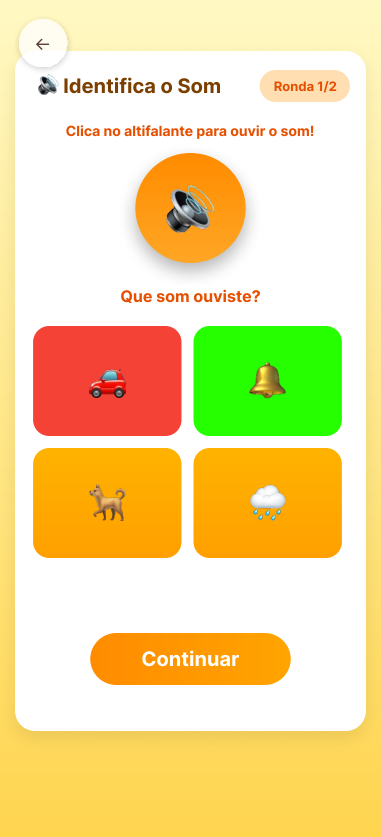 ←
Identifica o Som
Ronda 1/2
Clica no altifalante para ouvir o som!
Que som ouviste?
Continuar